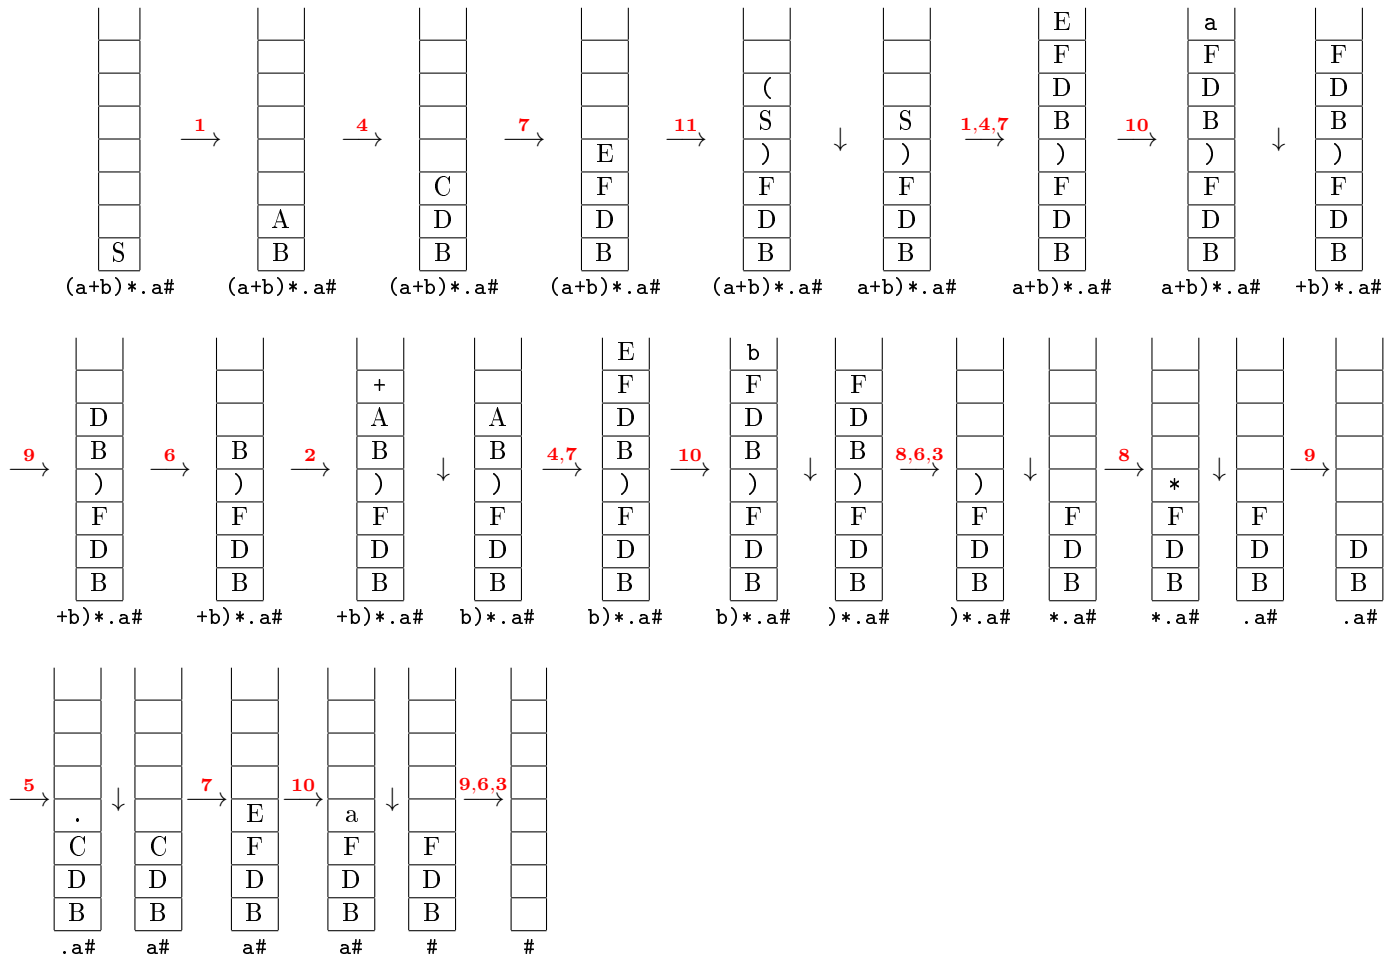 E a
F F F
( D D D
S S B B B
1 4 7 11 1,4,7 10
E ) ) ) ) )
C F F F F F F
A D D D D D D D
S B B B B B B B B
(a+b)*.a# (a+b)*.a# (a+b)*.a# (a+b)*.a# (a+b)*.a# a+b)*.a# a+b)*.a# a+b)*.a# +b)*.a#
E b
+ F F F
D A A D D D
B B B B B B B
9 6 2 4,7 10 8,6,3 8 9
) ) ) ) ) ) ) ) *
F F F F F F F F F F F
D D D D D D D D D D D D
B B B B B B B B B B B B
+b)*.a# +b)*.a# +b)*.a# b)*.a# b)*.a# b)*.a# )*.a# )*.a# *.a# *.a# .a# .a#
5 7 10 9,6,3
. E a
C C F F F
D D D D D
B B B B B
.a# a# a# a# # #